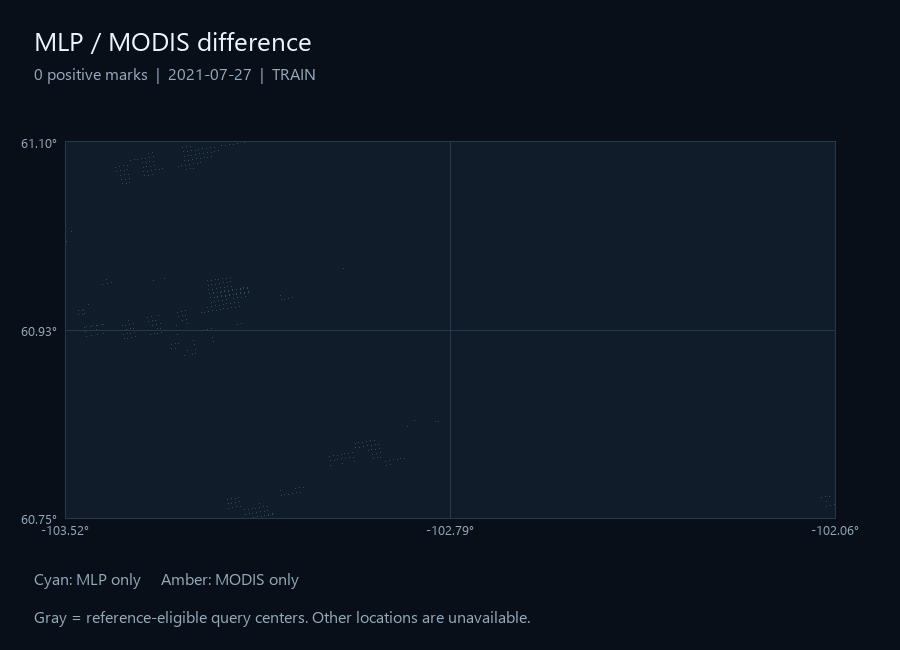 MLP / MODIS difference
0 positive marks | 2021-07-27 | TRAIN
61.10°
60.93°
60.75°
-103.52° -102.79° -102.06°
Cyan: MLP only Amber: MODIS only
Gray = reference-eligible query centers. Other locations are unavailable.